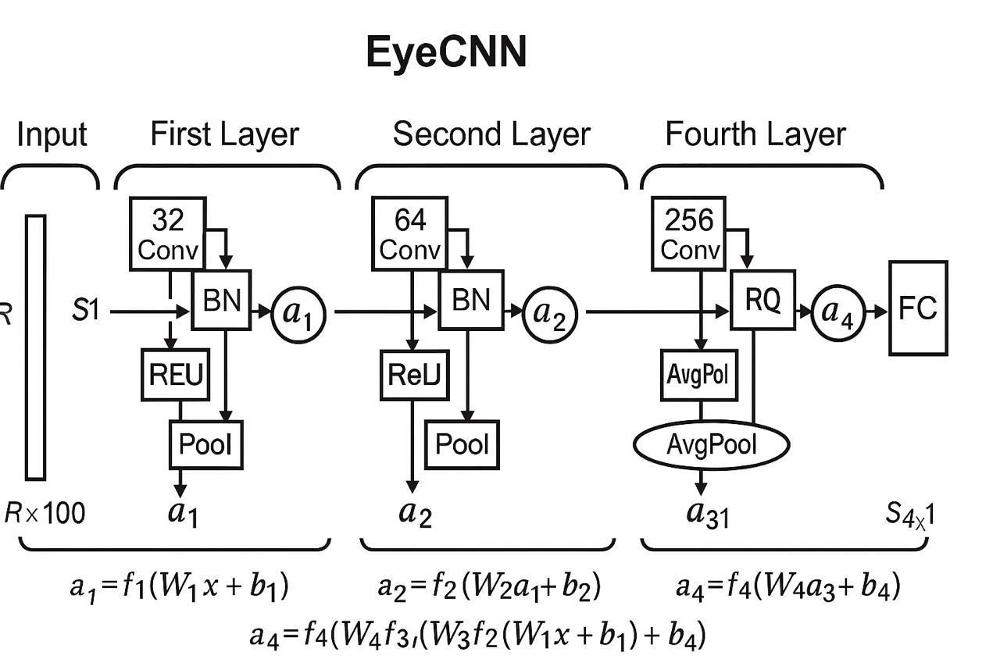 EyeCNN
Input First Layer Second Layer Fourth Layer
32 64 256
Conv Conv Conv
R S1 BN a₁ BN a₂ RQ a₄ FC
REU ReLJ AvgPol
Pool Pool AvgPool
R×100 a₁ a₂ a₃₁ S₄ₓ1
a₁=f₁(W₁x + b₁) a₂=f₂(W₂a₁+b₂) a₄=f₄(W₄a₃+b₄)
a₄=f₄(W₄f₃,(W₃f₂(W₁x + b₁) + b₄)